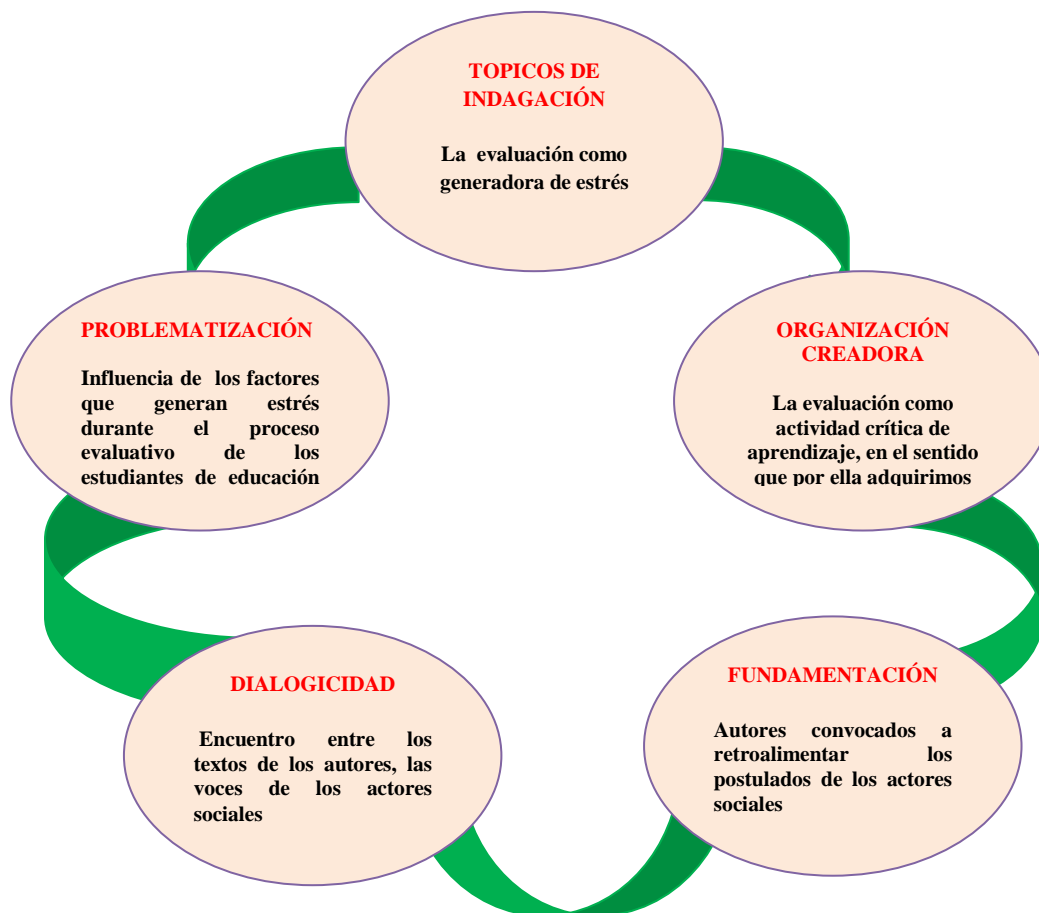 TOPICOS DE
INDAGACIÓN
La evaluación como
generadora de estrés
PROBLEMATIZACIÓN
Influencia de los factores
que generan estrés
durante el proceso
evaluativo de los
estudiantes de educación
ORGANIZACIÓN
CREADORA
La evaluación como
actividad crítica de
aprendizaje, en el sentido
que por ella adquirimos
DIALOGICIDAD
Encuentro entre los
textos de los autores, las
voces de los actores
sociales
FUNDAMENTACIÓN
Autores convocados a
retroalimentar los
postulados de los actores
sociales